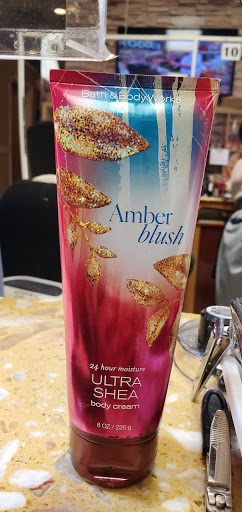 10
Bath & Body Works
Amber
blush
24 hour moisture
ULTRA
SHEA
body cream
8 OZ / 226 g